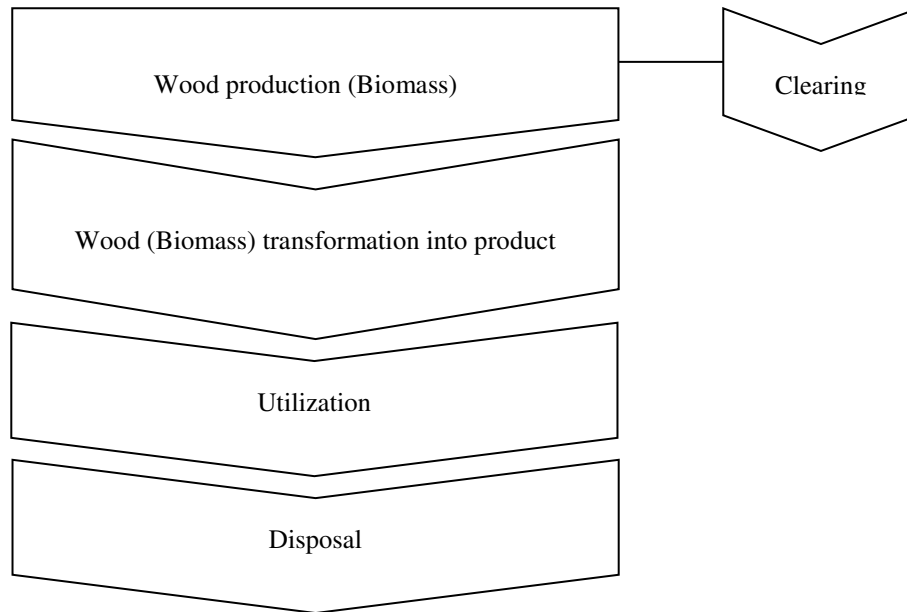 Wood production (Biomass)
Clearing
Wood (Biomass) transformation into product
Utilization
Disposal